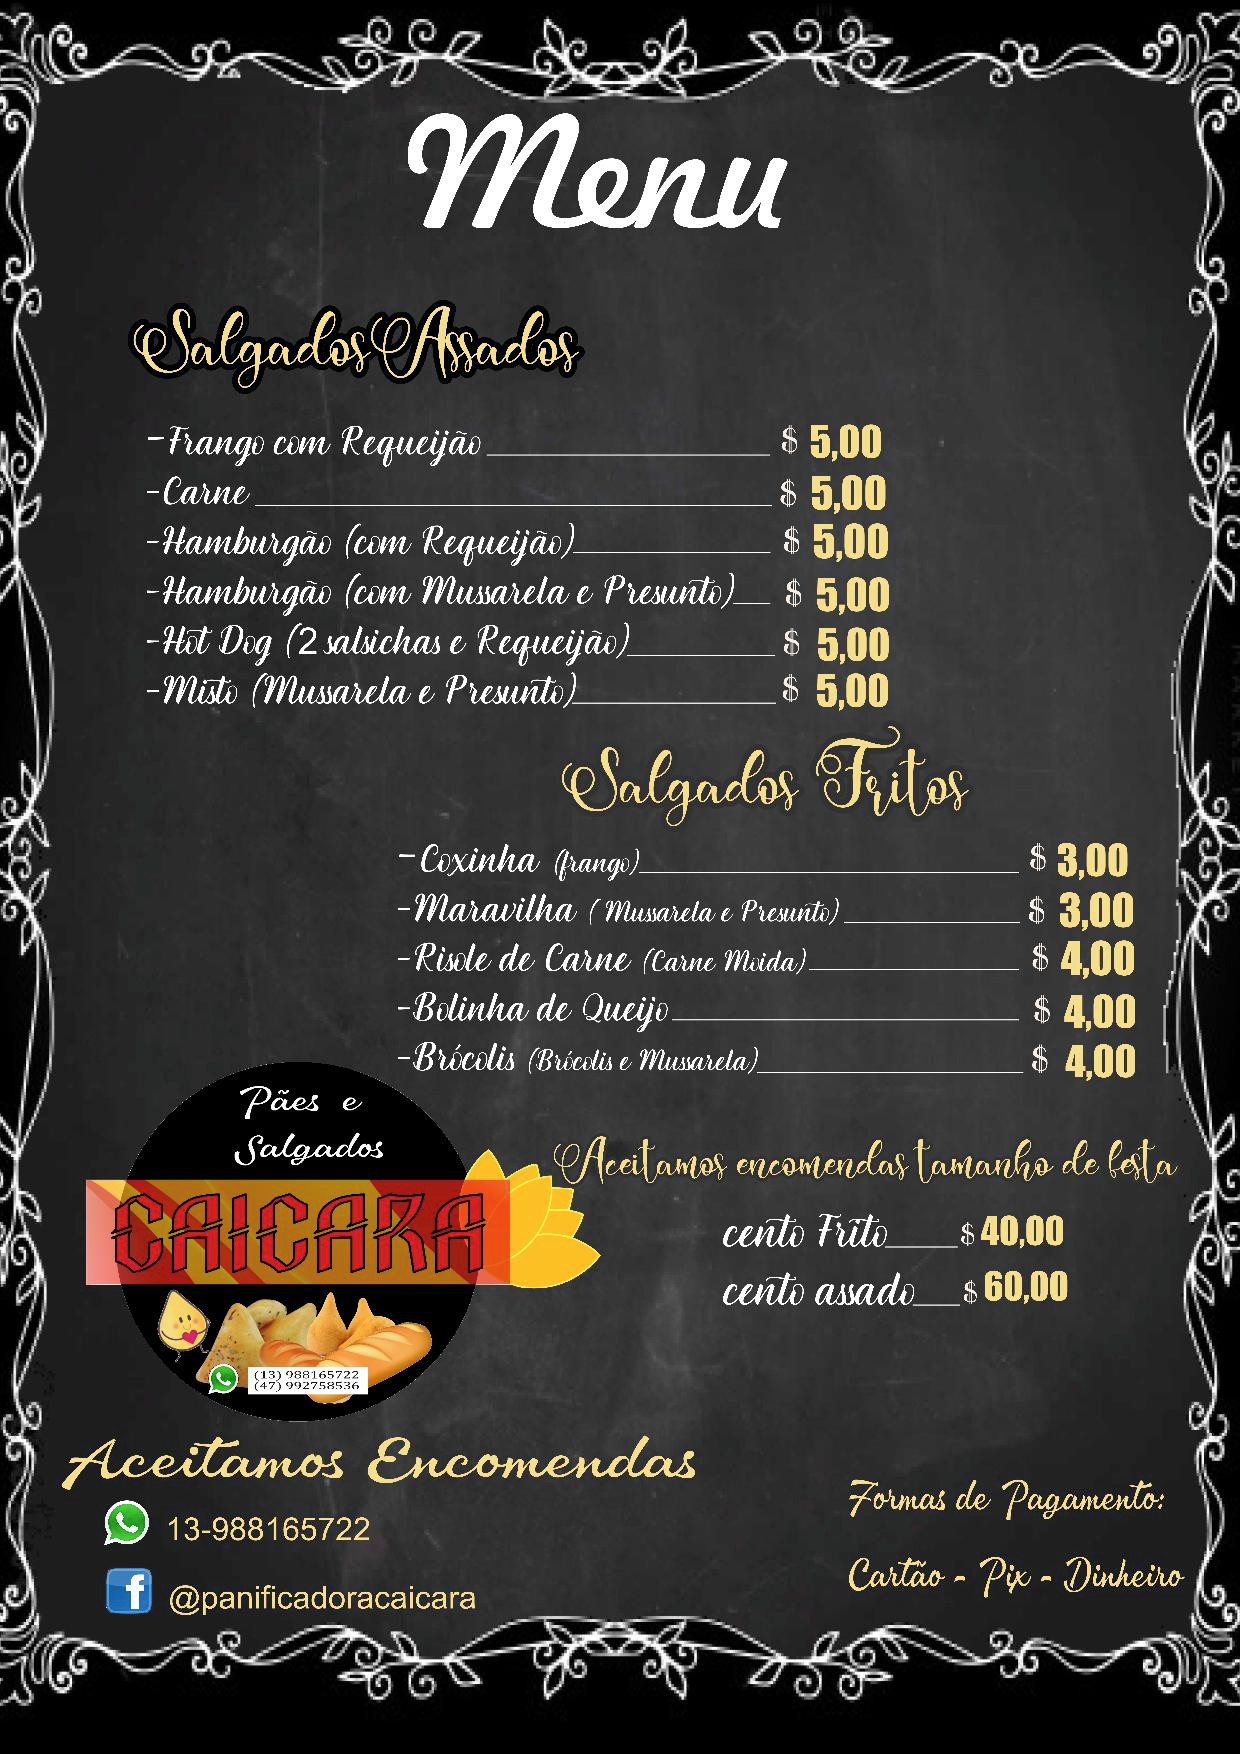 Menu
Salgados Assados
-Frango com Requeijão $ 5,00
-Carne $ 5,00
-Hamburgão (com Requeijão) $ 5,00
-Hamburgão (com Mussarela e Presunto) $ 5,00
-Hot Dog (2 salsichas e Requeijão) $ 5,00
-Misto (Mussarela e Presunto) $ 5,00
Salgados Fritos
-Coxinha (frango) $ 3,00
-Maravilha ( Mussarela e Presunto) $ 3,00
-Risole de Carne (Carne Moida) $ 4,00
-Bolinha de Queijo $ 4,00
-Brócolis (Brócolis e Mussarela) $ 4,00
Pães e
Salgados
CAICARA
(13) 988165722
(47) 992758536
Aceitamos encomendas tamanho de festa
cento Frito $ 40,00
cento assado $ 60,00
Aceitamos Encomendas
13-988165722
@panificadoracaicara
Formas de Pagamento:
Cartão - Pix - Dinheiro